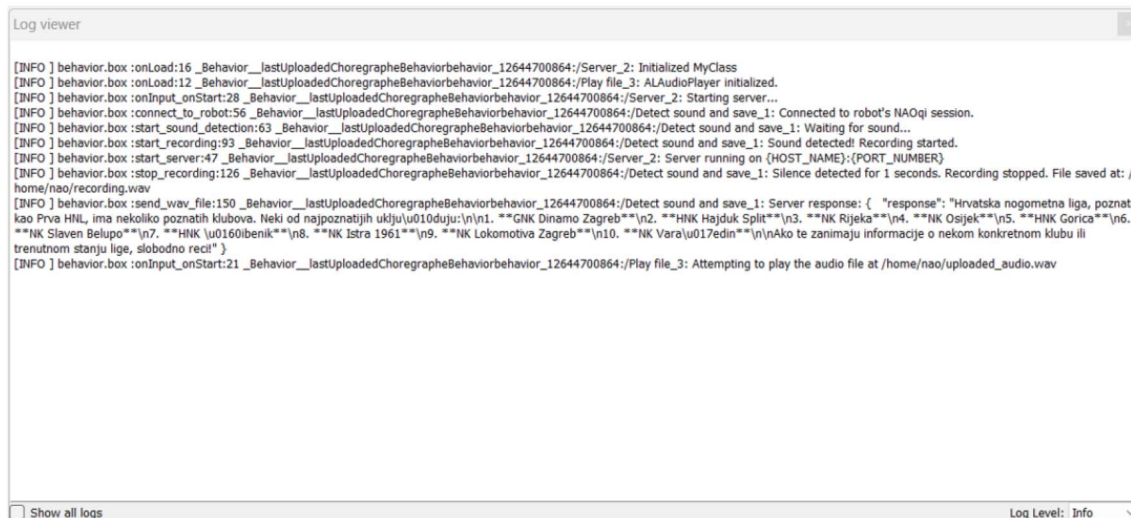 Log viewer
[INFO ] behavior.box :onLoad:16 _Behavior__lastUploadedChoregrapheBehaviorbehavior_12644700864:/Server_2: Initialized MyClass
[INFO ] behavior.box :onLoad:12 _Behavior__lastUploadedChoregrapheBehaviorbehavior_12644700864:/Play file_3: ALAudioPlayer initialized.
[INFO ] behavior.box :onInput_onStart:28 _Behavior__lastUploadedChoregrapheBehaviorbehavior_12644700864:/Server_2: Starting server...
[INFO ] behavior.box :connect_to_robot:56 _Behavior__lastUploadedChoregrapheBehaviorbehavior_12644700864:/Detect sound and save_1: Connected to robot's NAOqi session.
[INFO ] behavior.box :start_sound_detection:63 _Behavior__lastUploadedChoregrapheBehaviorbehavior_12644700864:/Detect sound and save_1: Waiting for sound...
[INFO ] behavior.box :start_recording:93 _Behavior__lastUploadedChoregrapheBehaviorbehavior_12644700864:/Detect sound and save_1: Sound detected! Recording started.
[INFO ] behavior.box :start_server:47 _Behavior__lastUploadedChoregrapheBehaviorbehavior_12644700864:/Server_2: Server running on {HOST_NAME}:{PORT_NUMBER}
[INFO ] behavior.box :stop_recording:126 _Behavior__lastUploadedChoregrapheBehaviorbehavior_12644700864:/Detect sound and save_1: Silence detected for 1 seconds. Recording stopped. File saved at: /
home/nao/recording.wav
[INFO ] behavior.box :send_wav_file:150 _Behavior__lastUploadedChoregrapheBehaviorbehavior_12644700864:/Detect sound and save_1: Server response: {   "response": "Hrvatska nogometna liga, poznat
kao Prva HNL, ima nekoliko poznatih klubova. Neki od najpoznatijih uklju\u010duju:\n\n1. **GNK Dinamo Zagreb**\n2. **HNK Hajduk Split**\n3. **NK Rijeka**\n4. **NK Osijek**\n5. **HNK Gorica**\n6.
**NK Slaven Belupo**\n7. **HNK \u0160ibenik**\n8. **NK Istra 1961**\n9. **NK Lokomotiva Zagreb**\n10. **NK Vara\u017edin**\n\nAko te zanimaju informacije o nekom konkretnom klubu ili
trenutnom stanju lige, slobodno reci!" }
[INFO ] behavior.box :onInput_onStart:21 _Behavior__lastUploadedChoregrapheBehaviorbehavior_12644700864:/Play file_3: Attempting to play the audio file at /home/nao/uploaded_audio.wav
Show all logs
Log Level: Info